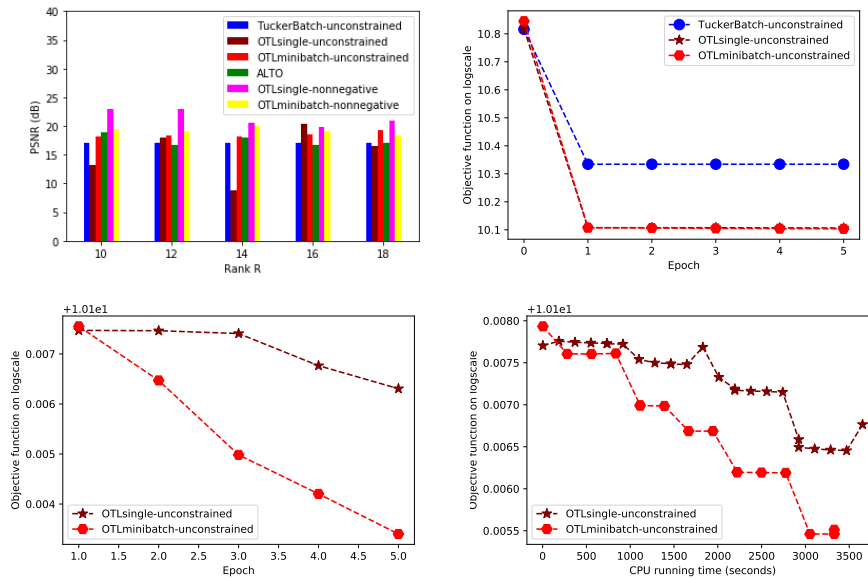 TuckerBatch-unconstrained
OTLsingle-unconstrained
OTLminibatch-unconstrained
ALTO
OTLsingle-nonnegative
OTLminibatch-nonnegative
PSNR (dB)
40
35
30
25
20
15
10
5
0
10 12 14 16 18
Rank R
TuckerBatch-unconstrained
OTLsingle-unconstrained
OTLminibatch-unconstrained
Objective function on logscale
10.8
10.7
10.6
10.5
10.4
10.3
10.2
10.1
0 1 2 3 4 5
Epoch
+1.01e1
Objective function on logscale
0.007
0.006
0.005
0.004
OTLsingle-unconstrained
OTLminibatch-unconstrained
1.0 1.5 2.0 2.5 3.0 3.5 4.0 4.5 5.0
Epoch
+1.01e1
Objective function on logscale
0.0080
0.0075
0.0070
0.0065
0.0060
0.0055
OTLsingle-unconstrained
OTLminibatch-unconstrained
0 500 1000 1500 2000 2500 3000 3500
CPU running time (seconds)